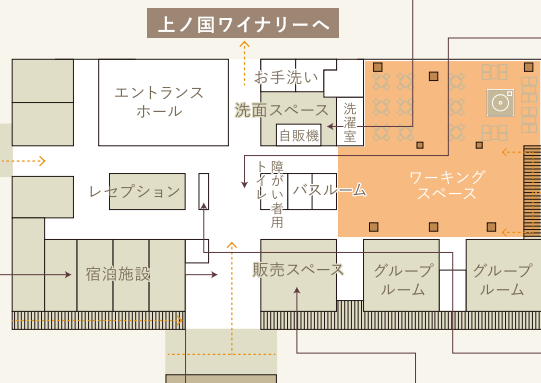 上ノ国ワイナリーへ
お手洗い
エントランス
ホール
洗面スペース
洗濯室
自販機
障がい者用
トイレ
バスルーム
ワーキング
スペース
レセプション
宿泊施設
販売スペース
グループ
ルーム
グループ
ルーム